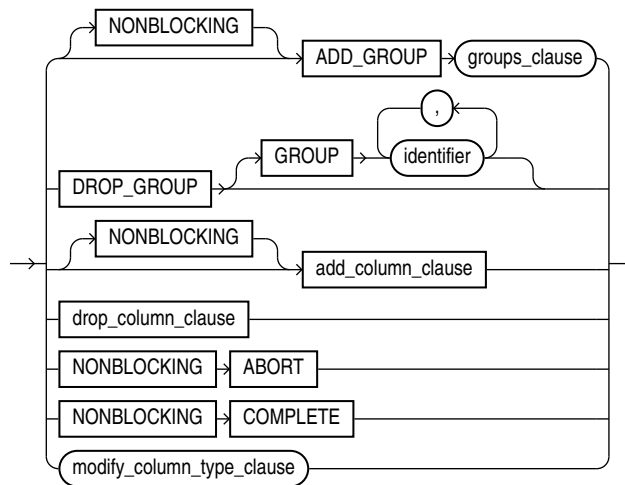 NONBLOCKING
ADD_GROUP groups_clause
,
GROUP identifier
DROP_GROUP
NONBLOCKING
add_column_clause
drop_column_clause
NONBLOCKING ABORT
NONBLOCKING COMPLETE
modify_column_type_clause